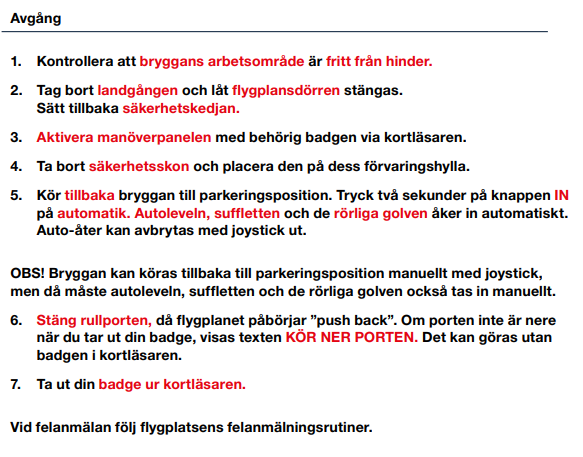 Avgång
1. Kontrollera att bryggans arbetsområde är fritt från hinder.
2. Tag bort landgången och låt flygplansdörren stängas.
Sätt tillbaka säkerhetskedjan.
3. Aktivera manöverpanelen med behörig badgen via kortläsaren.
4. Ta bort säkerhetsskon och placera den på dess förvaringshylla.
5. Kör tillbaka bryggan till parkeringsposition. Tryck två sekunder på knappen IN
på automatik. Autoleveln, suffletten och de rörliga golven åker in automatiskt.
Auto-åter kan avbrytas med joystick ut.
OBS! Bryggan kan köras tillbaka till parkeringsposition manuellt med joystick,
men då måste autoleveln, suffletten och de rörliga golven också tas in manuellt.
6. Stäng rullporten, då flygplanet påbörjar ”push back”. Om porten inte är nere
när du tar ut din badge, visas texten KÖR NER PORTEN. Det kan göras utan
badgen i kortläsaren.
7. Ta ut din badge ur kortläsaren.
Vid felanmälan följ flygplatsens felanmälningsrutiner.